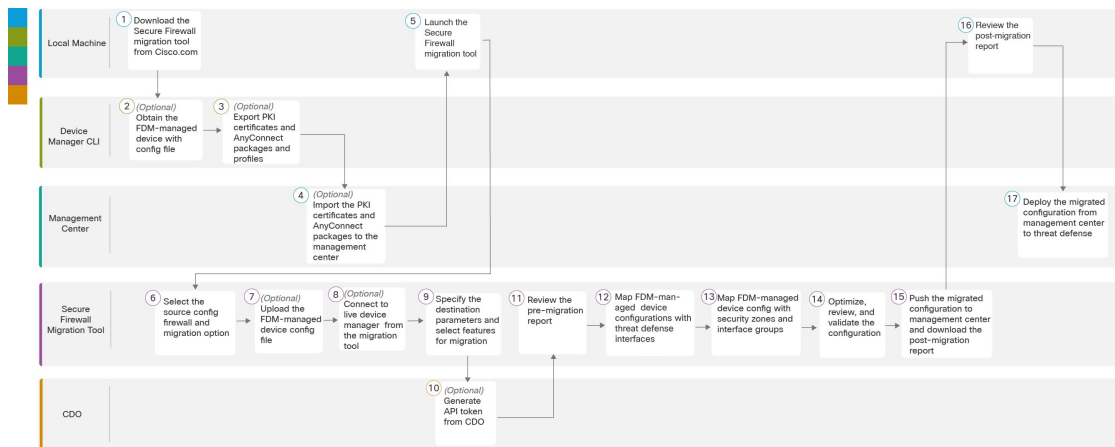 Local Machine
1
Download the
Secure Firewall
migration tool
from Cisco.com
5
Launch the
Secure
Firewall
migration tool
16
Review the
post-migration
report
Device
Manager CLI
2
(Optional)
Obtain the
FDM-managed
device with
config file
3
(Optional)
Export PKI
certificates and
AnyConnect
packages and
profiles
Management
Center
4
(Optional)
Import the PKI
certificates and
AnyConnect
packages to the
management
center
17
Deploy the migrated
configuration from
management center
to threat defense
Secure
Firewall
Migration Tool
6
Select the
source config
firewall and
migration option
7
(Optional)
Upload the
FDM-managed
device config
file
8
(Optional)
Connect to
live device
manager from
the migration
tool
9
Specify the
destination
parameters and
select features
for migration
11
Review the
pre-migration
report
12
Map FDM-man-
aged device
configurations with
threat defense
interfaces
13
Map FDM-managed
device config with
security zones and
interface groups
14
Optimize,
review, and
validate the
configuration
15
Push the migrated
configuration to
management center
and download the
post-migration
report
CDO
10
(Optional)
Generate
API token
from CDO